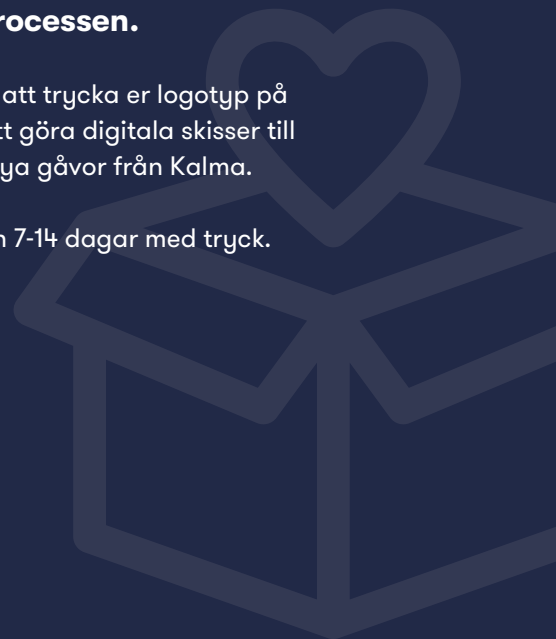 rocessen.
att trycka er logotyp på
tt göra digitala skisser till
ya gåvor från Kalma.
n 7-14 dagar med tryck.